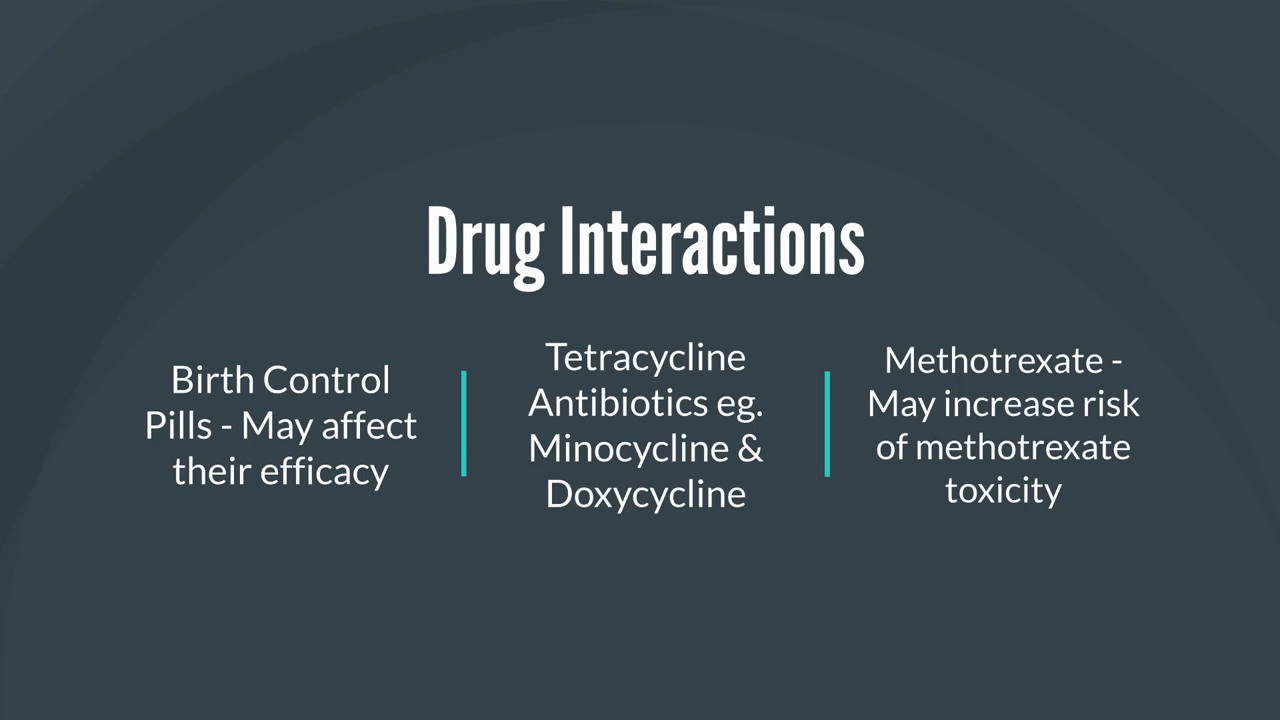 Drug Interactions
Birth Control
Pills - May affect
their efficacy
Tetracycline
Antibiotics eg.
Minocycline &
Doxycycline
Methotrexate -
May increase risk
of methotrexate
toxicity